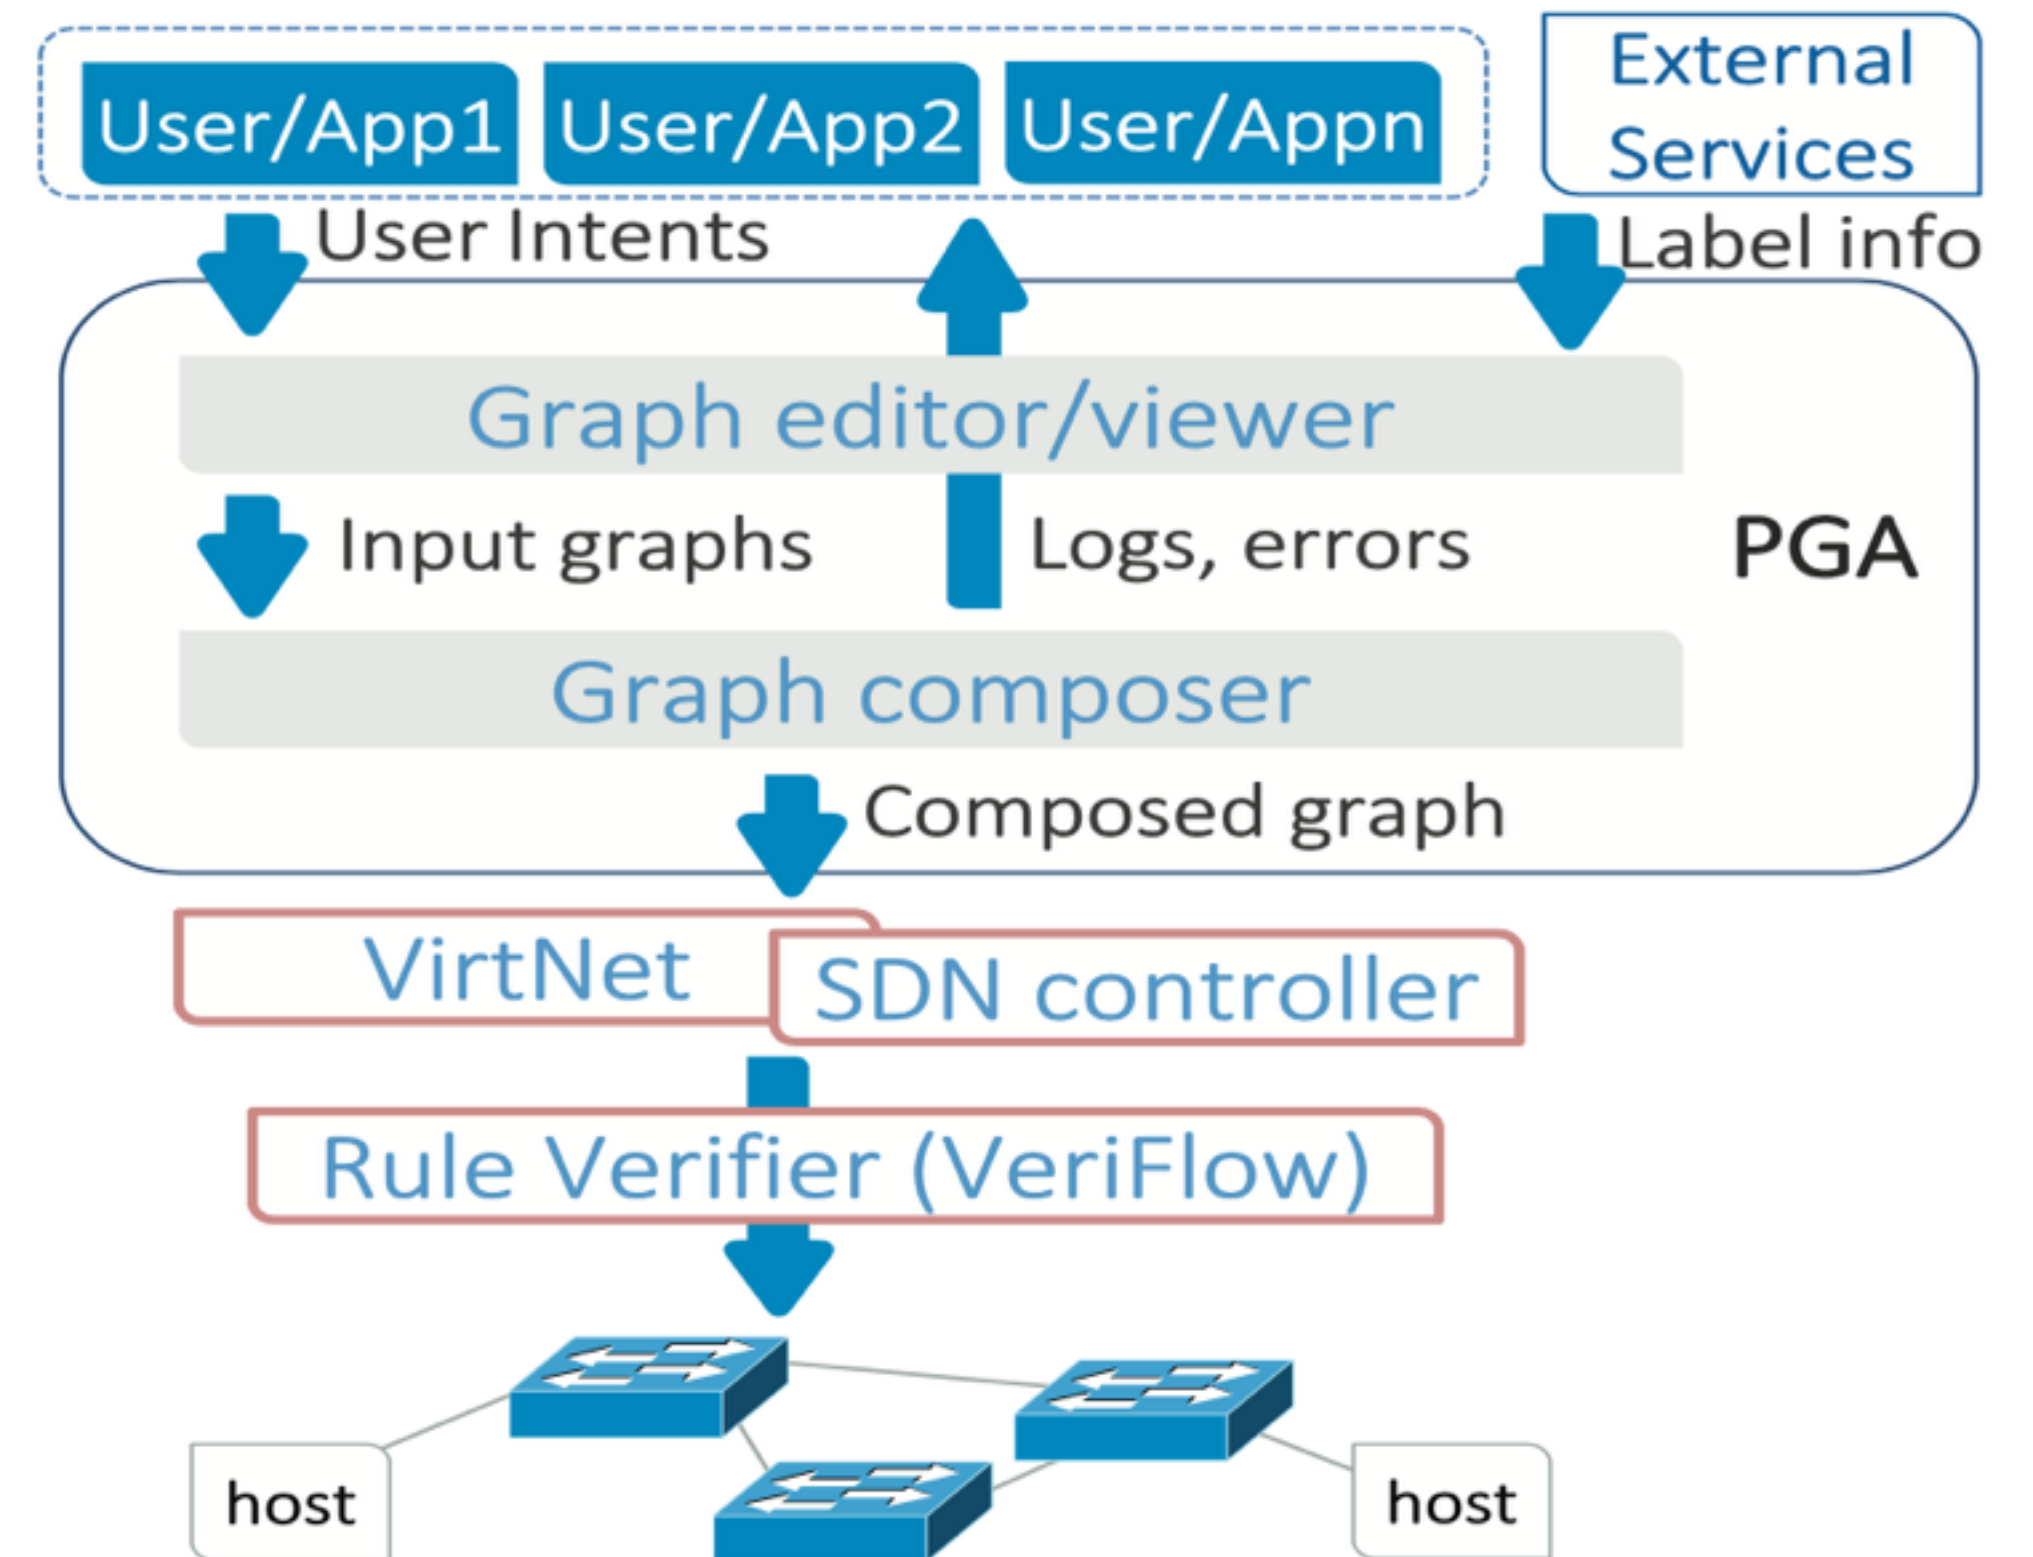 User/App1 User/App2 User/Appn
External
Services
User Intents
Label info
Graph editor/viewer
Input graphs
Logs, errors
PGA
Graph composer
Composed graph
VirtNet
SDN controller
Rule Verifier (VeriFlow)
host
host